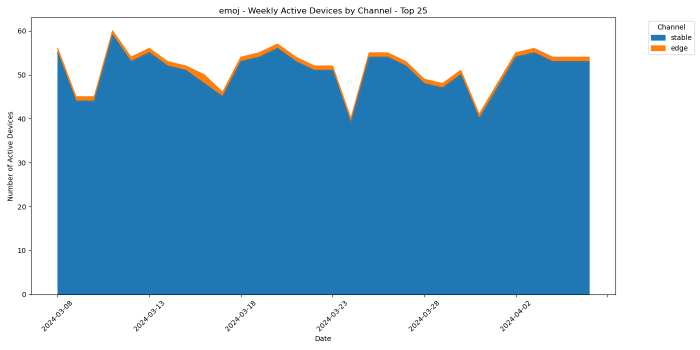 emoj - Weekly Active Devices by Channel - Top 25
Channel
stable
edge
Number of Active Devices
60
50
40
30
20
10
0
2024-03-08
2024-03-13
2024-03-18
2024-03-23
2024-03-28
2024-04-02
Date